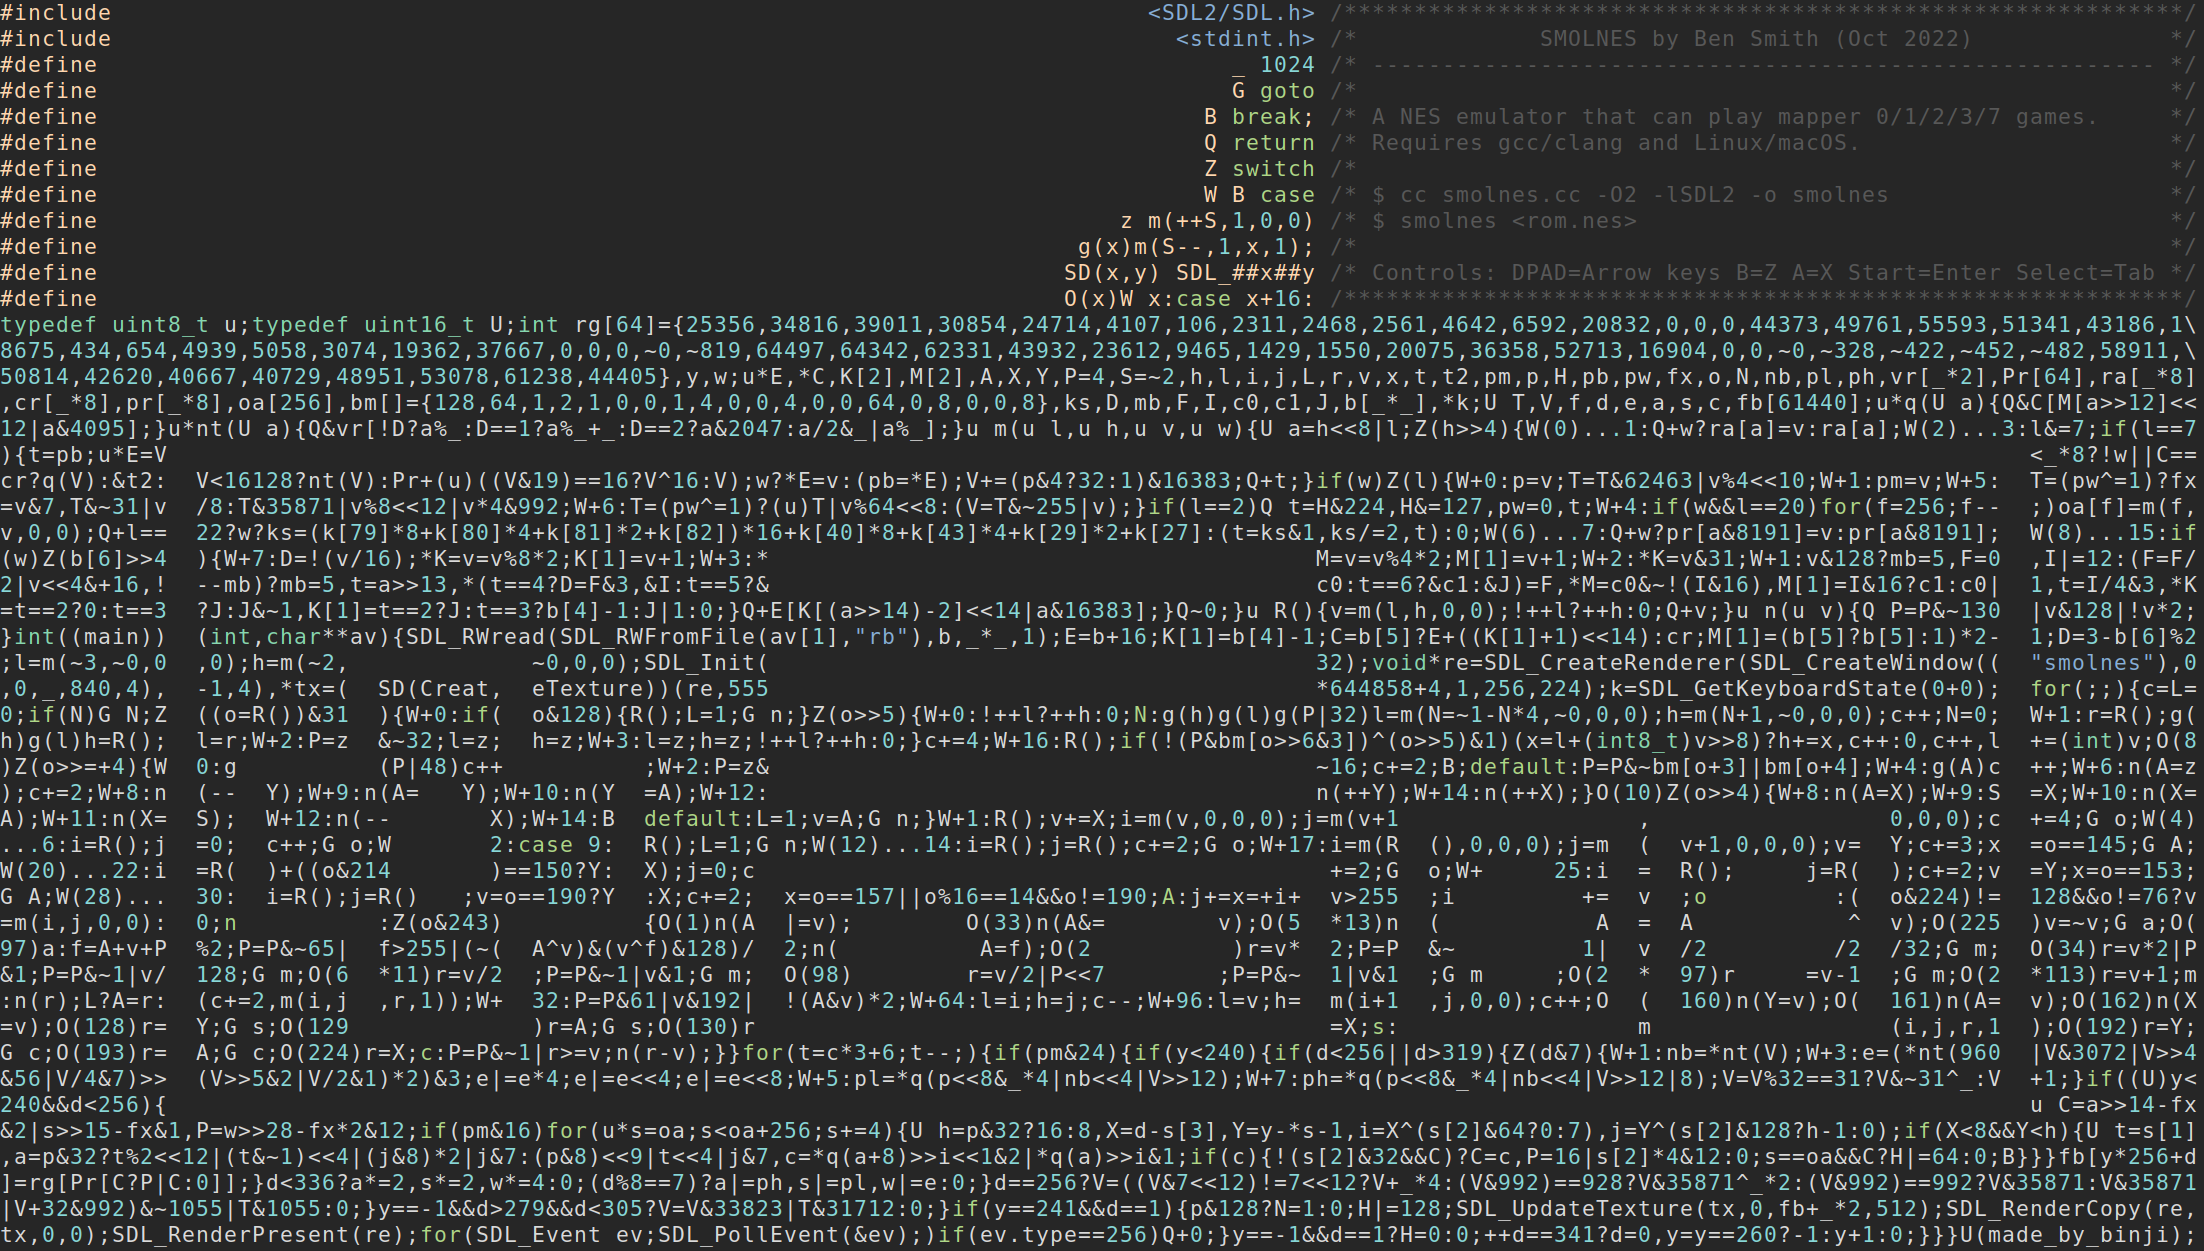 #include <SDL2/SDL.h> /************************************************************/
#include <stdint.h> /* SMOLNES by Ben Smith (Oct 2022) */
#define _ 1024 /* -------------------------------------------------------- */
#define G goto /* */
#define B break; /* A NES emulator that can play mapper 0/1/2/3/7 games. */
#define Q return /* Requires gcc/clang and Linux/macOS. */
#define Z switch /* */
#define W B case /* $ cc smolnes.cc -O2 -lSDL2 -o smolnes */
#define z m(++S,1,0,0) /* $ smolnes <rom.nes> */
#define g(x)m(S--,1,x,1); /* */
#define SD(x,y) SDL_##x##y /* Controls: DPAD=Arrow keys B=Z A=X Start=Enter Select=Tab */
#define O(x)W x:case x+16: /************************************************************/
typedef uint8_t u;typedef uint16_t U;int rg[64]={25356,34816,39011,30854,24714,4107,106,2311,2468,2561,4642,6592,20832,0,0,0,44373,49761,55593,51341,43186,1\
8675,434,654,4939,5058,3074,19362,37667,0,0,0,~0,~819,64497,64342,62331,43932,23612,9465,1429,1550,20075,36358,52713,16904,0,0,~0,~328,~422,~452,~482,58911,\
50814,42620,40667,40729,48951,53078,61238,44405},y,w;u*E,*C,K[2],M[2],A,X,Y,P=4,S=~2,h,l,i,j,L,r,v,x,t,t2,pm,p,H,pb,pw,fx,o,N,nb,pl,ph,vr[_*2],Pr[64],ra[_*8]
,cr[_*8],pr[_*8],oa[256],bm[]={128,64,1,2,1,0,0,1,4,0,0,4,0,0,64,0,8,0,0,8},ks,D,mb,F,I,c0,c1,J,b[_*_],*k;U T,V,f,d,e,a,s,c,fb[61440];u*q(U a){Q&C[M[a>>12]<<
12|a&4095];}u*nt(U a){Q&vr[!D?a%_:D==1?a%_+_:D==2?a&2047:a/2&_|a%_];}u m(u l,u h,u v,u w){U a=h<<8|l;Z(h>>4){W(0)...1:Q+w?ra[a]=v:ra[a];W(2)...3:l&=7;if(l==7
){t=pb;u*E=V <_*8?!w||C==
cr?q(V):&t2: V<16128?nt(V):Pr+(u)((V&19)==16?V^16:V);w?*E=v:(pb=*E);V+=(p&4?32:1)&16383;Q+t;}if(w)Z(l){W+0:p=v;T=T&62463|v%4<<10;W+1:pm=v;W+5: T=(pw^=1)?fx
=v&7,T&~31|v /8:T&35871|v%8<<12|v*4&992;W+6:T=(pw^=1)?(u)T|v%64<<8:(V=T&~255|v);}if(l==2)Q t=H&224,H&=127,pw=0,t;W+4:if(w&&l==20)for(f=256;f-- ;)oa[f]=m(f,
v,0,0);Q+l== 22?w?ks=(k[79]*8+k[80]*4+k[81]*2+k[82])*16+k[40]*8+k[43]*4+k[29]*2+k[27]:(t=ks&1,ks/=2,t):0;W(6)...7:Q+w?pr[a&8191]=v:pr[a&8191]; W(8)...15:if
(w)Z(b[6]>>4 ){W+7:D=!(v/16);*K=v=v%8*2;K[1]=v+1;W+3:* M=v=v%4*2;M[1]=v+1;W+2:*K=v&31;W+1:v&128?mb=5,F=0 ,I|=12:(F=F/
2|v<<4&+16,! --mb)?mb=5,t=a>>13,*(t==4?D=F&3,&I:t==5?& c0:t==6?&c1:&J)=F,*M=c0&~!(I&16),M[1]=I&16?c1:c0| 1,t=I/4&3,*K
=t==2?0:t==3 ?J:J&~1,K[1]=t==2?J:t==3?b[4]-1:J|1:0;}Q+E[K[(a>>14)-2]<<14|a&16383];}Q~0;}u R(){v=m(l,h,0,0);!++l?++h:0;Q+v;}u n(u v){Q P=P&~130 |v&128|!v*2;
}int((main)) (int,char**av){SDL_RWread(SDL_RWFromFile(av[1],"rb"),b,_*_,1);E=b+16;K[1]=b[4]-1;C=b[5]?E+((K[1]+1)<<14):cr;M[1]=(b[5]?b[5]:1)*2- 1;D=3-b[6]%2
;l=m(~3,~0,0 ,0);h=m(~2, ~0,0,0);SDL_Init( 32);void*re=SDL_CreateRenderer(SDL_CreateWindow(( "smolnes"),0
,0,_,840,4), -1,4),*tx=( SD(Creat, eTexture))(re,555 *644858+4,1,256,224);k=SDL_GetKeyboardState(0+0); for(;;){c=L=
0;if(N)G N;Z ((o=R())&31 ){W+0:if( o&128){R();L=1;G n;}Z(o>>5){W+0:!++l?++h:0;N:g(h)g(l)g(P|32)l=m(N=~1-N*4,~0,0,0);h=m(N+1,~0,0,0);c++;N=0; W+1:r=R();g(
h)g(l)h=R(); l=r;W+2:P=z &~32;l=z; h=z;W+3:l=z;h=z;!++l?++h:0;}c+=4;W+16:R();if(!(P&bm[o>>6&3])^(o>>5)&1)(x=l+(int8_t)v>>8)?h+=x,c++:0,c++,l +=(int)v;O(8
)Z(o>>=+4){W 0:g (P|48)c++ ;W+2:P=z& ~16;c+=2;B;default:P=P&~bm[o+3]|bm[o+4];W+4:g(A)c ++;W+6:n(A=z
);c+=2;W+8:n (-- Y);W+9:n(A= Y);W+10:n(Y =A);W+12: n(++Y);W+14:n(++X);}O(10)Z(o>>4){W+8:n(A=X);W+9:S =X;W+10:n(X=
A);W+11:n(X= S); W+12:n(-- X);W+14:B default:L=1;v=A;G n;}W+1:R();v+=X;i=m(v,0,0,0);j=m(v+1 , 0,0,0);c +=4;G o;W(4)
...6:i=R();j =0; c++;G o;W 2:case 9: R();L=1;G n;W(12)...14:i=R();j=R();c+=2;G o;W+17:i=m(R (),0,0,0);j=m ( v+1,0,0,0);v= Y;c+=3;x =o==145;G A;
W(20)...22:i =R( )+((o&214 )==150?Y: X);j=0;c +=2;G o;W+ 25:i = R(); j=R( );c+=2;v =Y;x=o==153;
G A;W(28)... 30: i=R();j=R() ;v=o==190?Y :X;c+=2; x=o==157||o%16==14&&o!=190;A:j+=x=+i+ v>255 ;i += v ;o :( o&224)!= 128&&o!=76?v
=m(i,j,0,0): 0;n :Z(o&243) {O(1)n(A |=v); O(33)n(A&= v);O(5 *13)n ( A = A ^ v);O(225 )v=~v;G a;O(
97)a:f=A+v+P %2;P=P&~65| f>255|(~( A^v)&(v^f)&128)/ 2;n( A=f);O(2 )r=v* 2;P=P &~ 1| v /2 /2 /32;G m; O(34)r=v*2|P
&1;P=P&~1|v/ 128;G m;O(6 *11)r=v/2 ;P=P&~1|v&1;G m; O(98) r=v/2|P<<7 ;P=P&~ 1|v&1 ;G m ;O(2 * 97)r =v-1 ;G m;O(2 *113)r=v+1;m
:n(r);L?A=r: (c+=2,m(i,j ,r,1));W+ 32:P=P&61|v&192| !(A&v)*2;W+64:l=i;h=j;c--;W+96:l=v;h= m(i+1 ,j,0,0);c++;O ( 160)n(Y=v);O( 161)n(A= v);O(162)n(X
=v);O(128)r= Y;G s;O(129 )r=A;G s;O(130)r =X;s: m (i,j,r,1 );O(192)r=Y;
G c;O(193)r= A;G c;O(224)r=X;c:P=P&~1|r>=v;n(r-v);}}for(t=c*3+6;t--;){if(pm&24){if(y<240){if(d<256||d>319){Z(d&7){W+1:nb=*nt(V);W+3:e=(*nt(960 |V&3072|V>>4
&56|V/4&7)>> (V>>5&2|V/2&1)*2)&3;e|=e*4;e|=e<<4;e|=e<<8;W+5:pl=*q(p<<8&_*4|nb<<4|V>>12);W+7:ph=*q(p<<8&_*4|nb<<4|V>>12|8);V=V%32==31?V&~31^_:V +1;}if((U)y<
240&&d<256){ u C=a>>14-fx
&2|s>>15-fx&1,P=w>>28-fx*2&12;if(pm&16)for(u*s=oa;s<oa+256;s+=4){U h=p&32?16:8,X=d-s[3],Y=y-*s-1,i=X^(s[2]&64?0:7),j=Y^(s[2]&128?h-1:0);if(X<8&&Y<h){U t=s[1]
,a=p&32?t%2<<12|(t&~1)<<4|(j&8)*2|j&7:(p&8)<<9|t<<4|j&7,c=*q(a+8)>>i<<1&2|*q(a)>>i&1;if(c){!(s[2]&32&&C)?C=c,P=16|s[2]*4&12:0;s==oa&&C?H|=64:0;B}}}fb[y*256+d
]=rg[Pr[C?P|C:0]];}d<336?a*=2,s*=2,w*=4:0;(d%8==7)?a|=ph,s|=pl,w|=e:0;}d==256?V=((V&7<<12)!=7<<12?V+_*4:(V&992)==928?V&35871^_*2:(V&992)==992?V&35871:V&35871
|V+32&992)&~1055|T&1055:0;}y==-1&&d>279&&d<305?V=V&33823|T&31712:0;}if(y==241&&d==1){p&128?N=1:0;H|=128;SDL_UpdateTexture(tx,0,fb+_*2,512);SDL_RenderCopy(re,
tx,0,0);SDL_RenderPresent(re);for(SDL_Event ev;SDL_PollEvent(&ev);)if(ev.type==256)Q+0;}y==-1&&d==1?H=0:0;++d==341?d=0,y=y==260?-1:y+1:0;}}}U(made_by_binji);